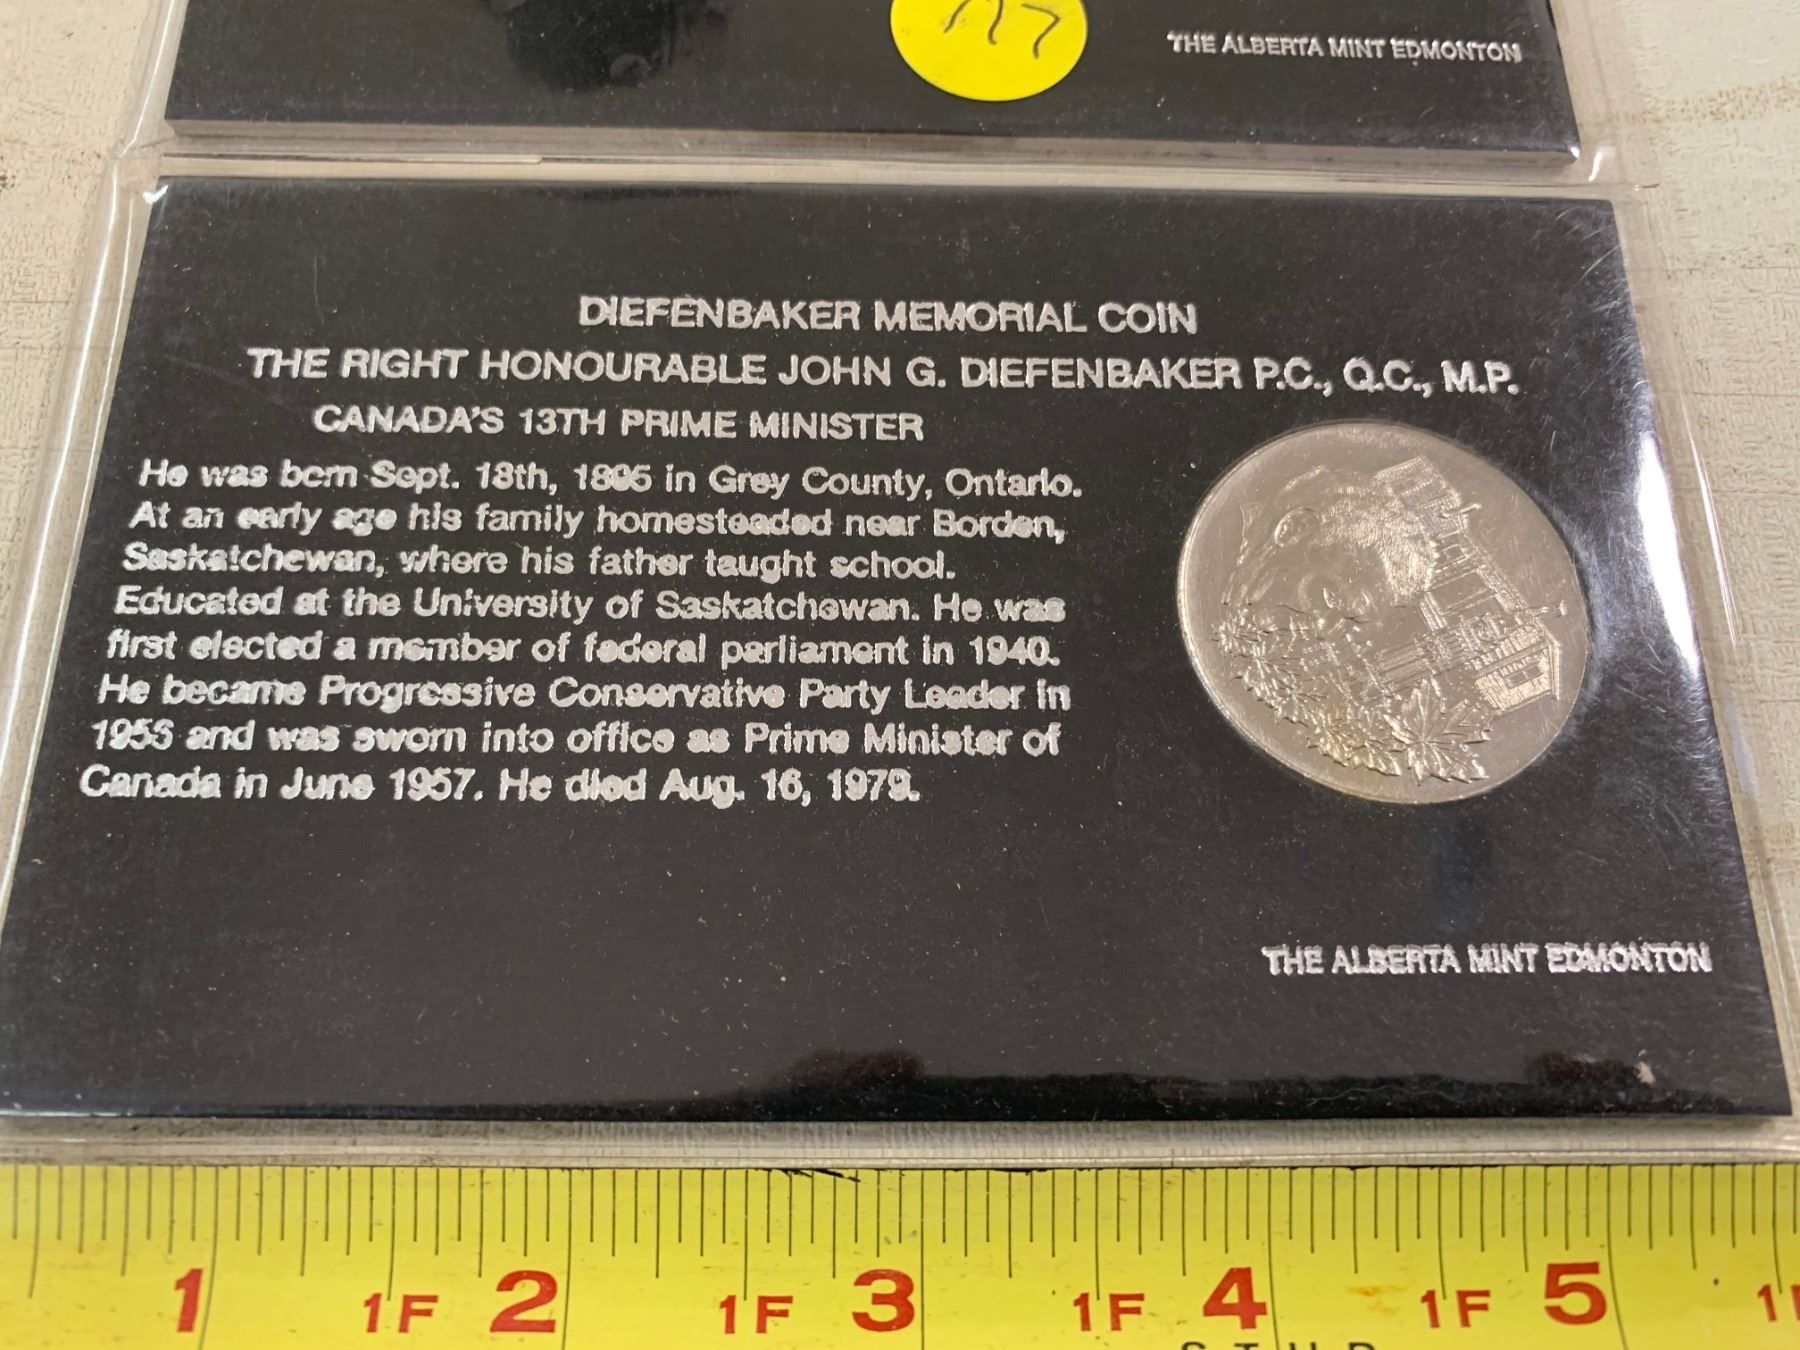 77
THE ALBERTA MINT EDMONTON
DIEFENBAKER MEMORIAL COIN
THE RIGHT HONOURABLE JOHN G. DIEFENBAKER P.C., Q.C., M.P.
CANADA'S 13TH PRIME MINISTER
He was born Sept. 18th, 1895 in Grey County, Ontario.
At an early age his family homesteaded near Borden,
Saskatchewan, where his father taught school.
Educated at the University of Saskatchewan. He was
first elected a member of federal parliament in 1940.
He became Progressive Conservative Party Leader in
1956 and was sworn into office as Prime Minister of
Canada in June 1957. He died Aug. 16, 1979.
THE ALBERTA MINT EDMONTON
1 1F 2 1F 3 1F 4 1F 5 1
STUD